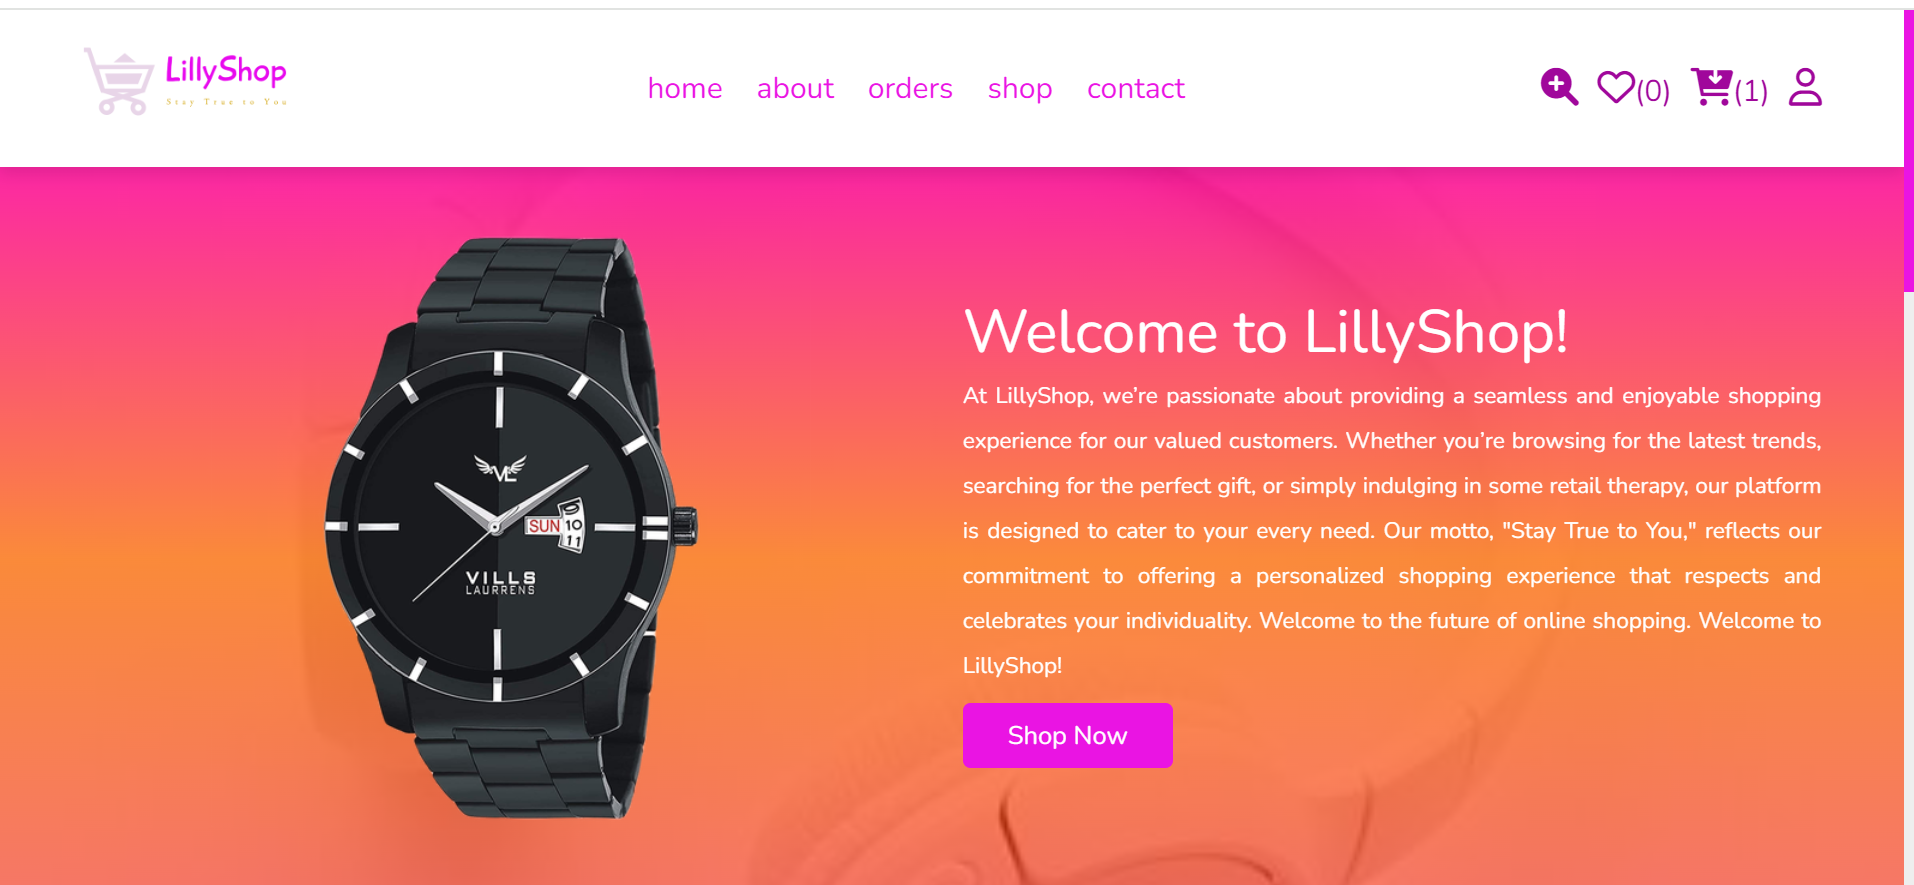 LillyShop
Stay True to You
home about orders shop contact
(0) (1)
Welcome to LillyShop!
At LillyShop, we’re passionate about providing a seamless and enjoyable shopping
experience for our valued customers. Whether you’re browsing for the latest trends,
searching for the perfect gift, or simply indulging in some retail therapy, our platform
is designed to cater to your every need. Our motto, "Stay True to You," reflects our
commitment to offering a personalized shopping experience that respects and
celebrates your individuality. Welcome to the future of online shopping. Welcome to
LillyShop!
Shop Now
VL
SUN 10
11
VILLS
LAURRENS